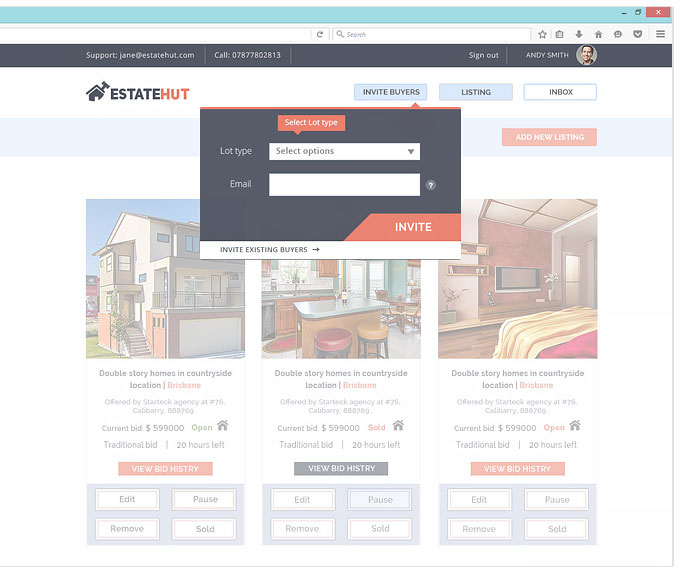 Search
Support: jane@estatehut.com
Call: 07877802813
Sign out
ANDY SMITH
ESTATEHUT
INVITE BUYERS
LISTING
INBOX
Select Lot type
ADD NEW LISTING
Lot type
Select options
Email
?
INVITE
INVITE EXISTING BUYERS →
Double story homes in countryside
location | Brisbane
Offered by Starteck agency at #76,
Calibarry, 888769..
Current bid: $ 599000 Open
Traditional bid | 20 hours left
VIEW BID HISTRY
Edit
Pause
Remove
Sold
Double story homes in countryside
location | Brisbane
Offered by Starteck agency at #76,
Calibarry, 888769..
Current bid: $ 599000 Sold
Traditional bid | 20 hours left
VIEW BID HISTRY
Edit
Pause
Remove
Sold
Double story homes in countryside
location | Brisbane
Offered by Starteck agency at #76,
Calibarry, 888769..
Current bid: $ 599000 Open
Traditional bid | 20 hours left
VIEW BID HISTRY
Edit
Pause
Remove
Sold